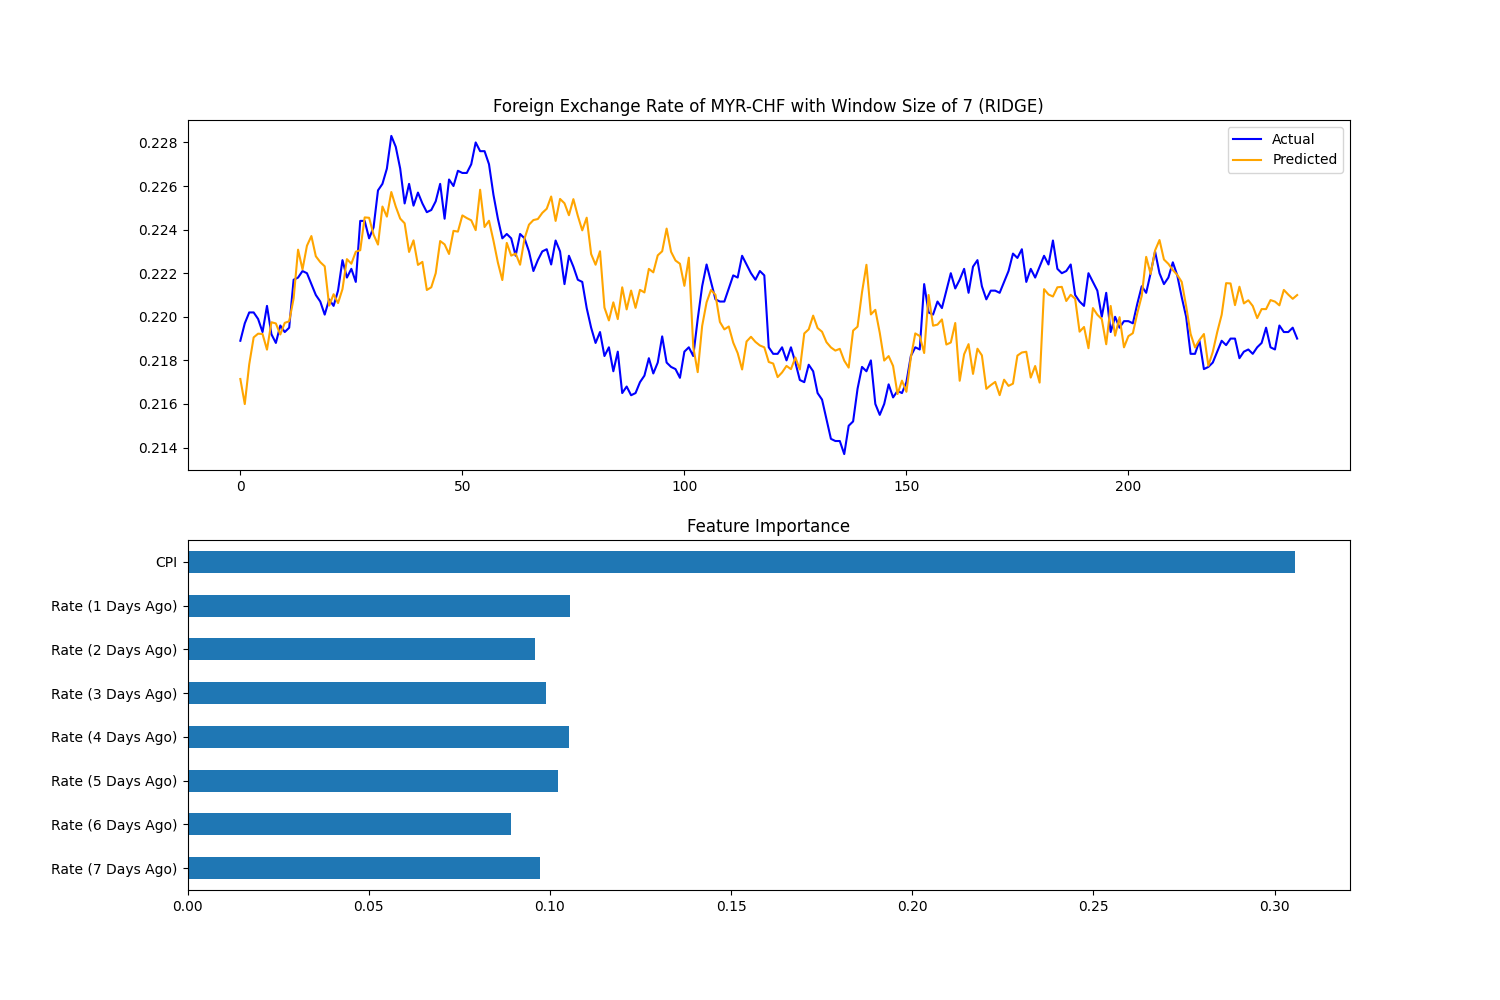 Foreign Exchange Rate of MYR-CHF with Window Size of 7 (RIDGE)
0.228
0.226
0.224
0.222
0.220
0.218
0.216
0.214
Actual
Predicted
0 50 100 150 200
Feature Importance
CPI
Rate (1 Days Ago)
Rate (2 Days Ago)
Rate (3 Days Ago)
Rate (4 Days Ago)
Rate (5 Days Ago)
Rate (6 Days Ago)
Rate (7 Days Ago)
0.00 0.05 0.10 0.15 0.20 0.25 0.30